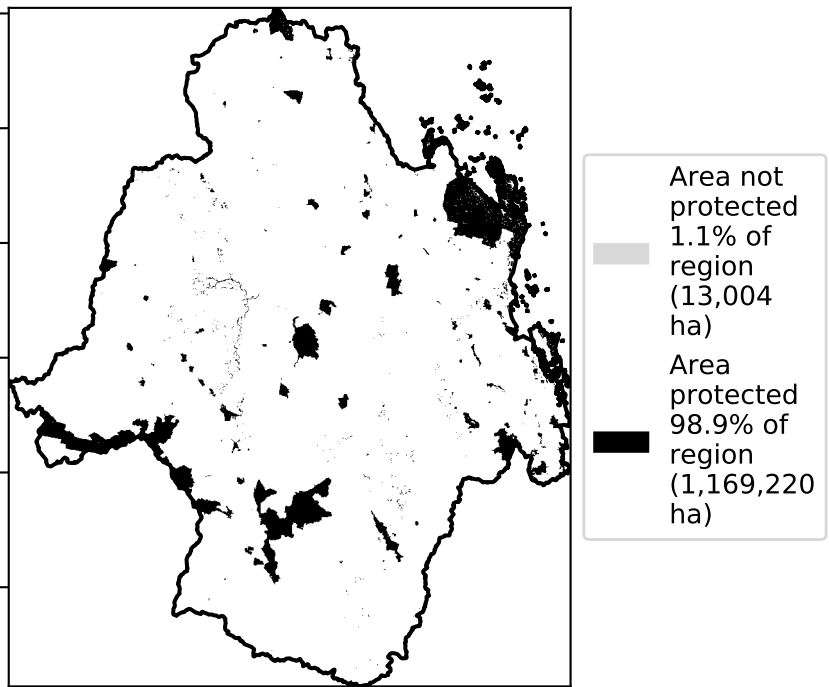 Area not
protected
1.1% of
region
(13,004
ha)
Area
protected
98.9% of
region
(1,169,220
ha)